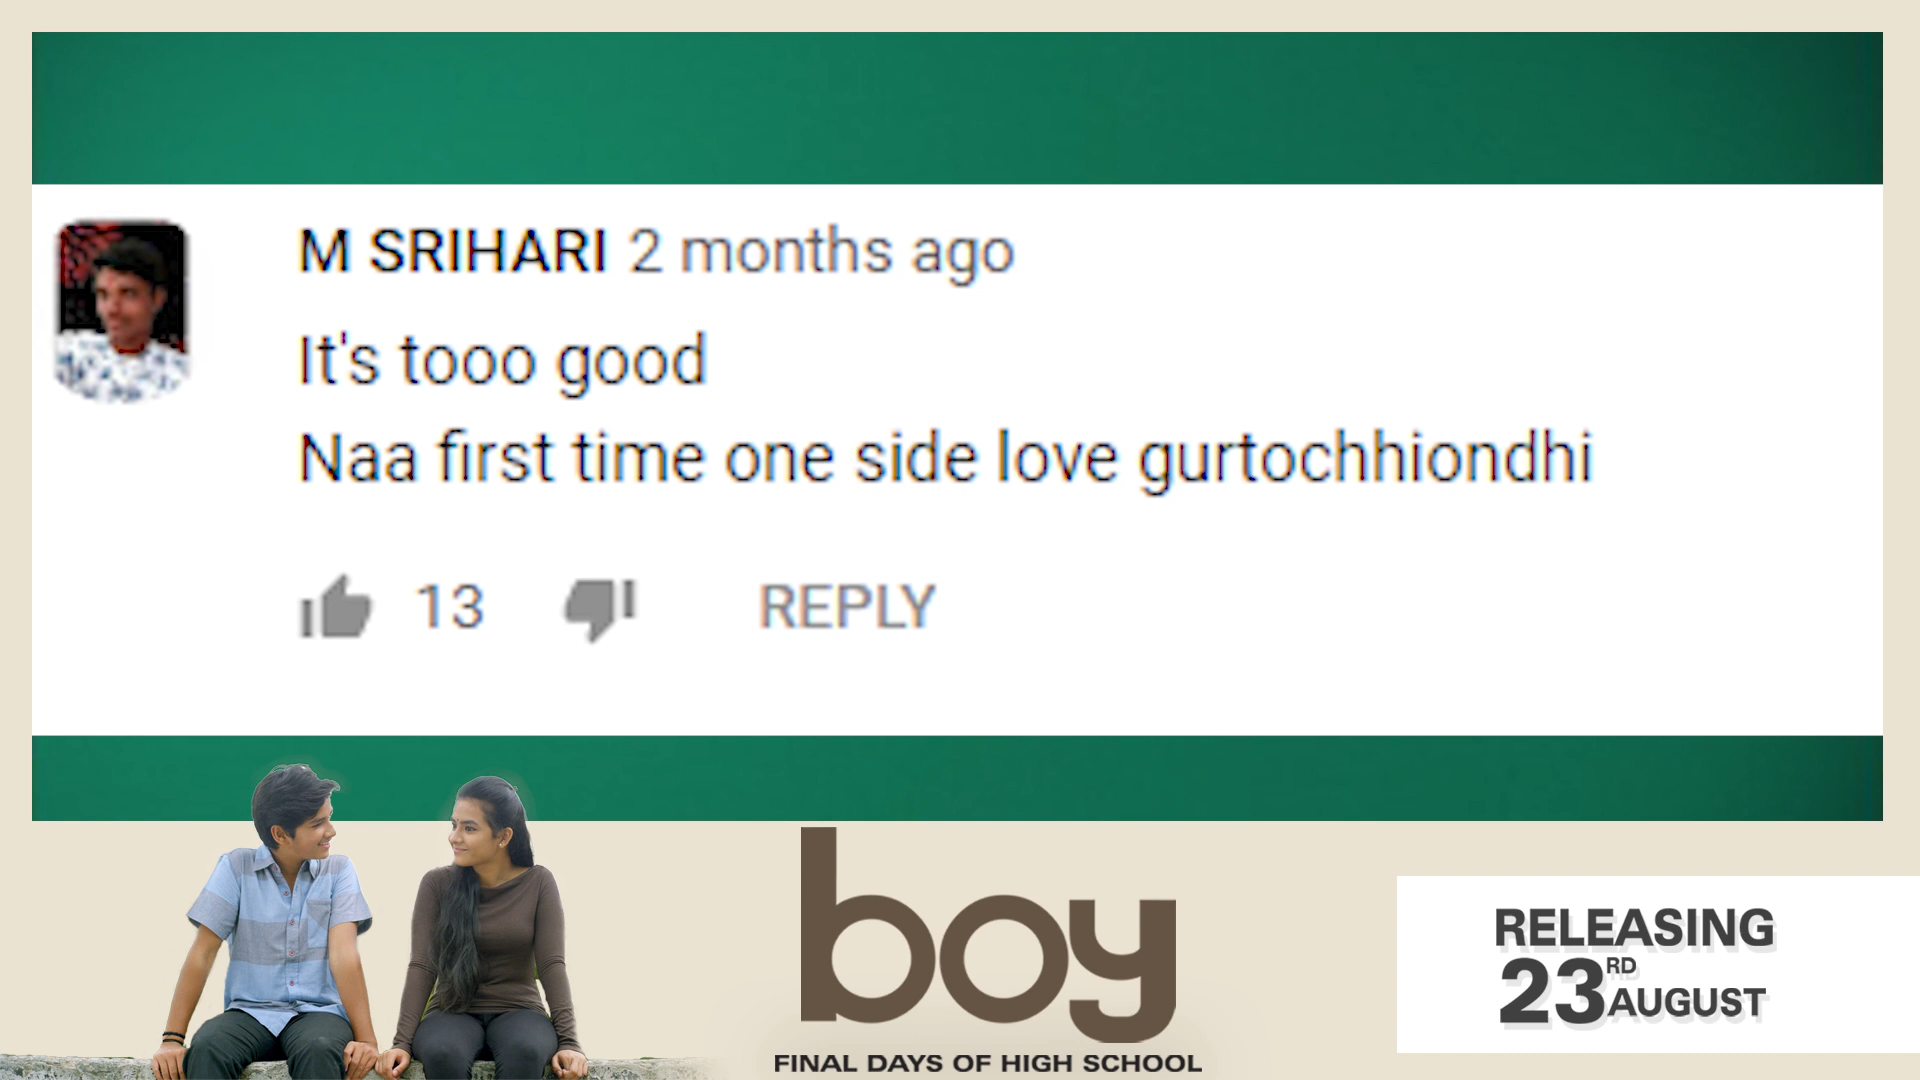 M SRIHARI 2 months ago
It's tooo good
Naa first time one side love gurtochhiondhi
13 REPLY
boy
FINAL DAYS OF HIGH SCHOOL
RELEASING
23RD AUGUST